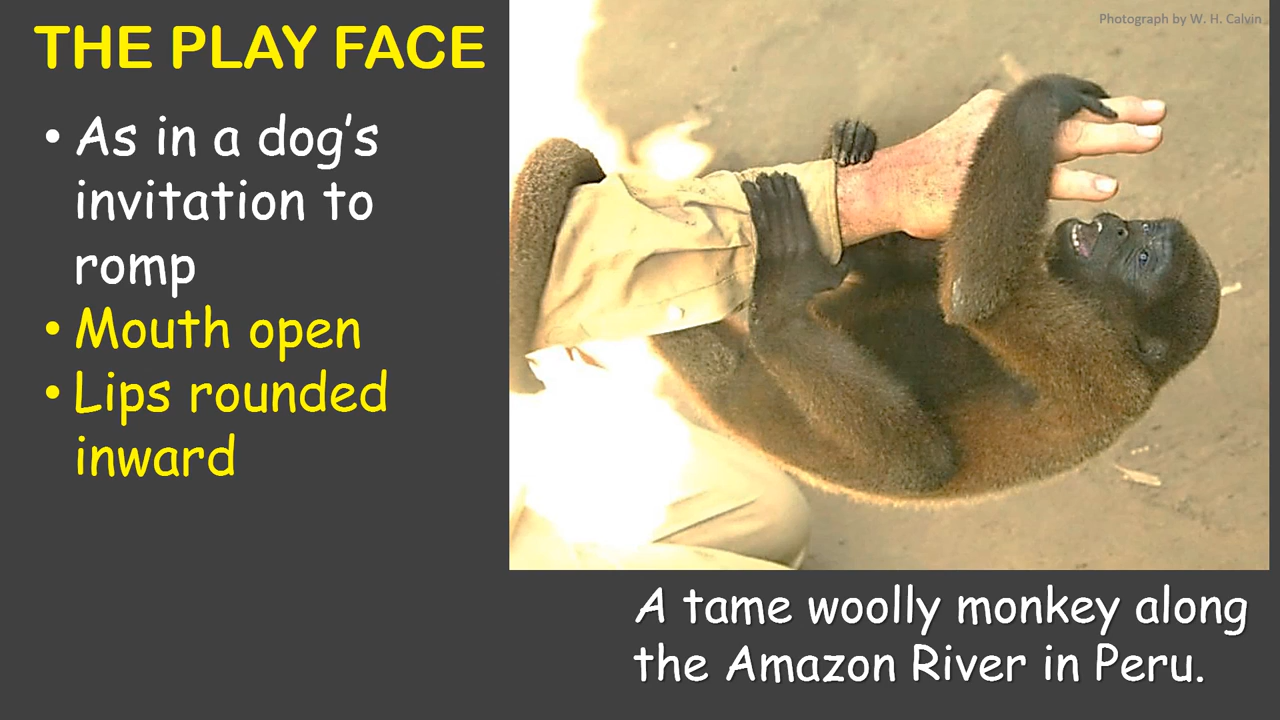 THE PLAY FACE
Photograph by W. H. Calvin
• As in a dog's
invitation to
romp
• Mouth open
• Lips rounded
inward
A tame woolly monkey along
the Amazon River in Peru.